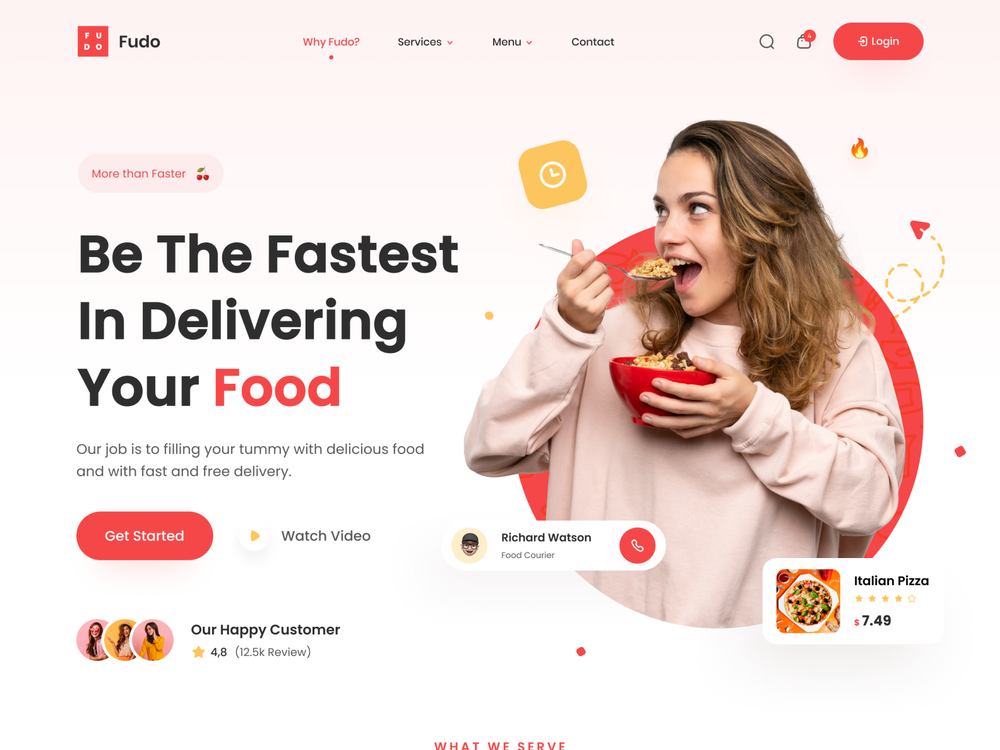 FU
DO
Fudo
Why Fudo?
Services
Menu
Contact
4
Login
More than Faster
Be The Fastest
In Delivering
Your Food
Our job is to filling your tummy with delicious food
and with fast and free delivery.
Get Started
Watch Video
Richard Watson
Food Courier
Italian Pizza
$ 7.49
Our Happy Customer
4,8 (12.5k Review)
WHAT WE SERVE